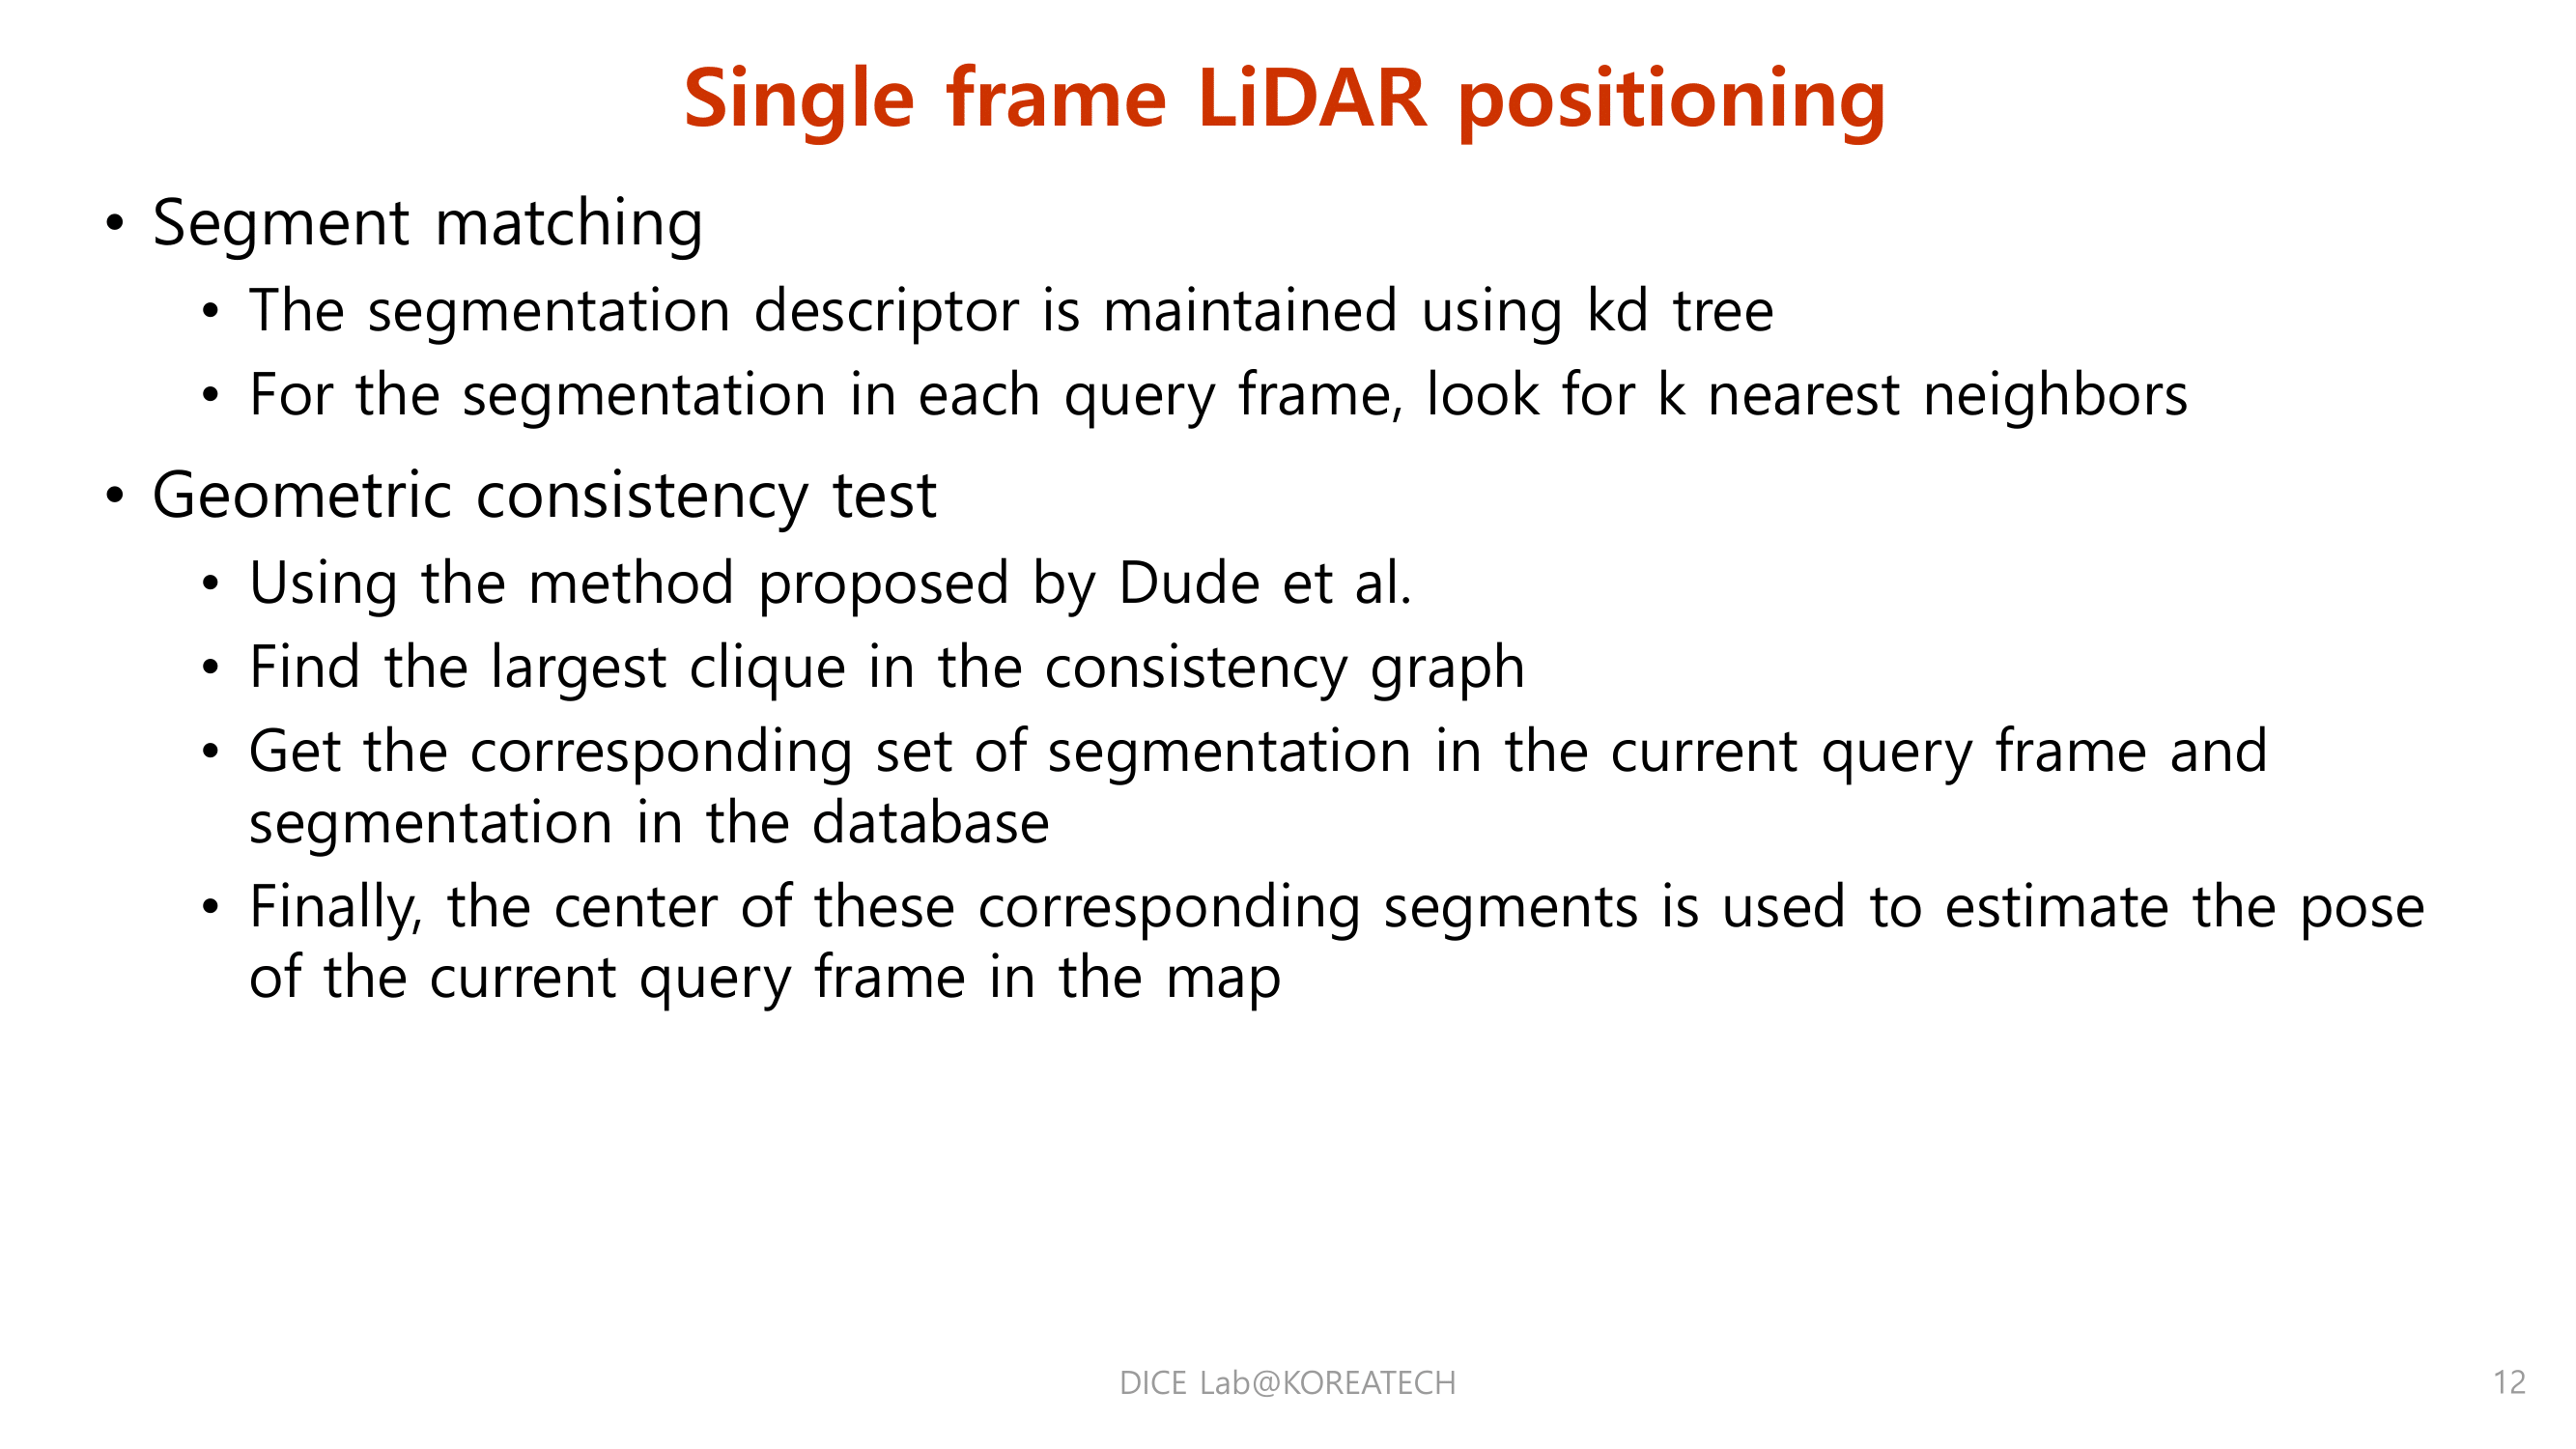 Single frame LiDAR positioning
• Segment matching
• The segmentation descriptor is maintained using kd tree
• For the segmentation in each query frame, look for k nearest neighbors
• Geometric consistency test
• Using the method proposed by Dude et al.
• Find the largest clique in the consistency graph
• Get the corresponding set of segmentation in the current query frame and
segmentation in the database
• Finally, the center of these corresponding segments is used to estimate the pose
of the current query frame in the map
DICE Lab@KOREATECH
12